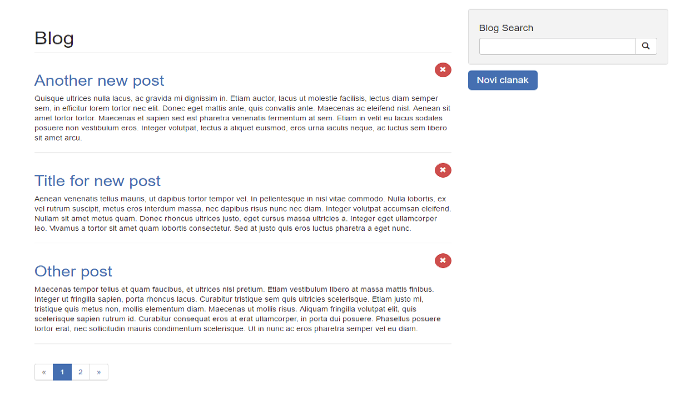 Blog
Another new post
Quisque ultrices nulla lacus, ac gravida mi dignissim in. Etiam auctor, lacus ut molestie facilisis, lectus diam semper
sem, in efficitur lorem tortor nec elit. Donec eget mattis ante, quis convallis ante. Maecenas ac eleifend nisl. Aenean sit
amet tortor tortor. Maecenas et sapien sed est pharetra venenatis fermentum at sem. Etiam in velit eu lacus sodales
posuere non vestibulum eros. Integer volutpat, lectus a aliquet euismod, eros urna iaculis neque, ac luctus sem libero
sit amet arcu.
Title for new post
Aenean venenatis tellus mauris, ut dapibus tortor tempor vel. In pellentesque in nisl vitae commodo. Nulla lobortis, ex
vel rutrum suscipit, metus eros interdum massa, nec dapibus risus nunc nec diam. Integer volutpat accumsan eleifend.
Nullam sit amet metus quam. Donec rhoncus ultrices justo, eget cursus massa ultricies a. Integer eget ullamcorper
leo. Vivamus a tortor sit amet quam lobortis consectetur. Sed at justo quis eros luctus pharetra a eget nunc.
Other post
Maecenas tempor tellus et quam faucibus, et ultrices nisl pretium. Etiam vestibulum libero at massa mattis finibus.
Integer ut fringilla sapien, porta rhoncus lacus. Curabitur tristique sem quis ultricies scelerisque. Etiam justo mi,
tristique quis metus non, mollis elementum diam. Maecenas ut mollis risus. Aliquam fringilla volutpat elit, quis
scelerisque sapien rutrum id. Curabitur consequat eros at erat ullamcorper, in porta dui posuere. Phasellus posuere
tortor erat, nec sollicitudin mauris condimentum scelerisque. Ut in nunc ac eros pharetra semper vel eu diam.
« 1 2 »
Blog Search
Novi clanak